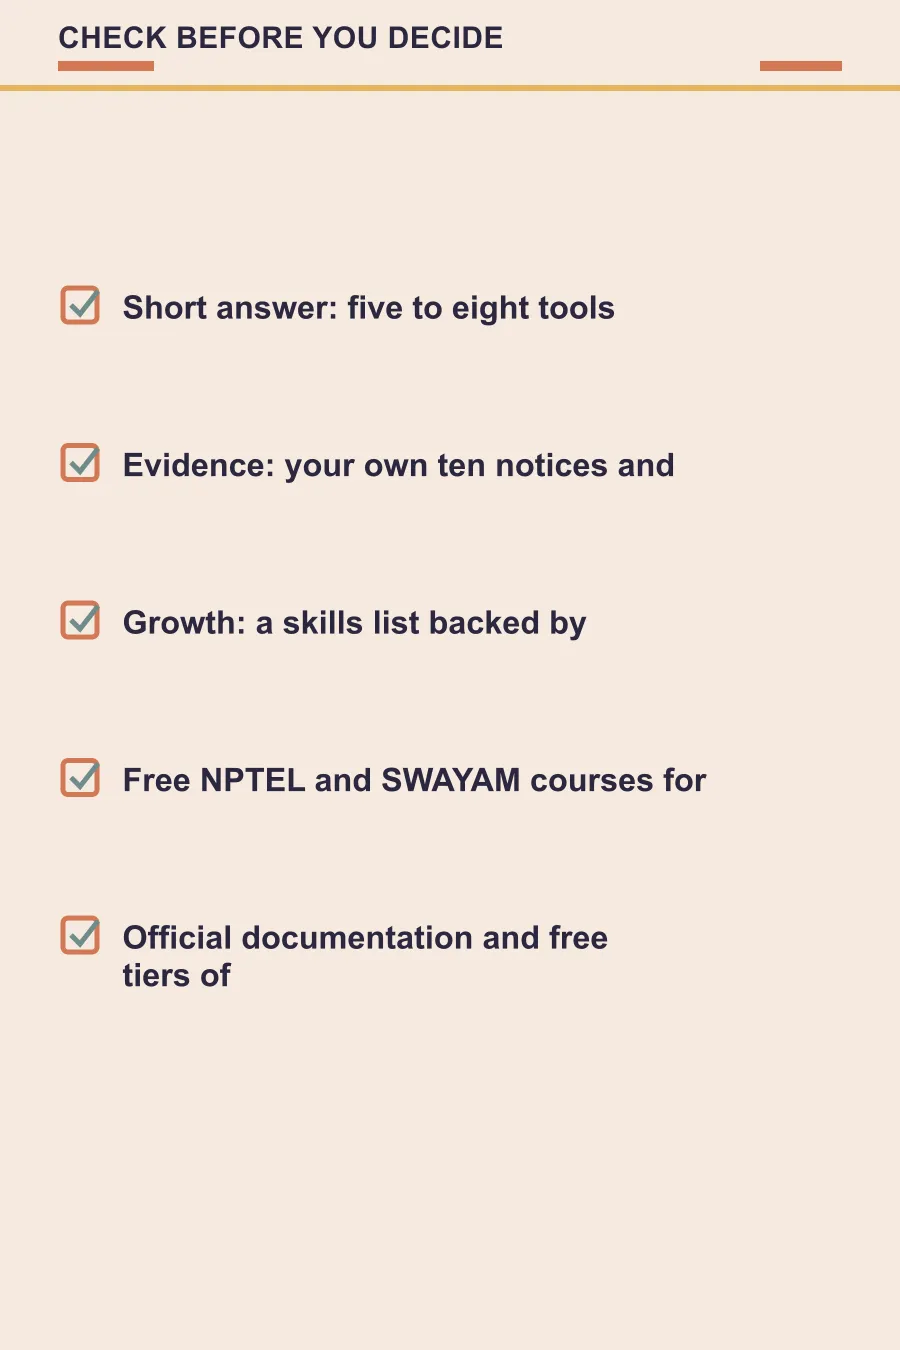 CHECK BEFORE YOU DECIDE
Short answer: five to eight tools
Evidence: your own ten notices and
Growth: a skills list backed by
Free NPTEL and SWAYAM courses for
Official documentation and free
tiers of